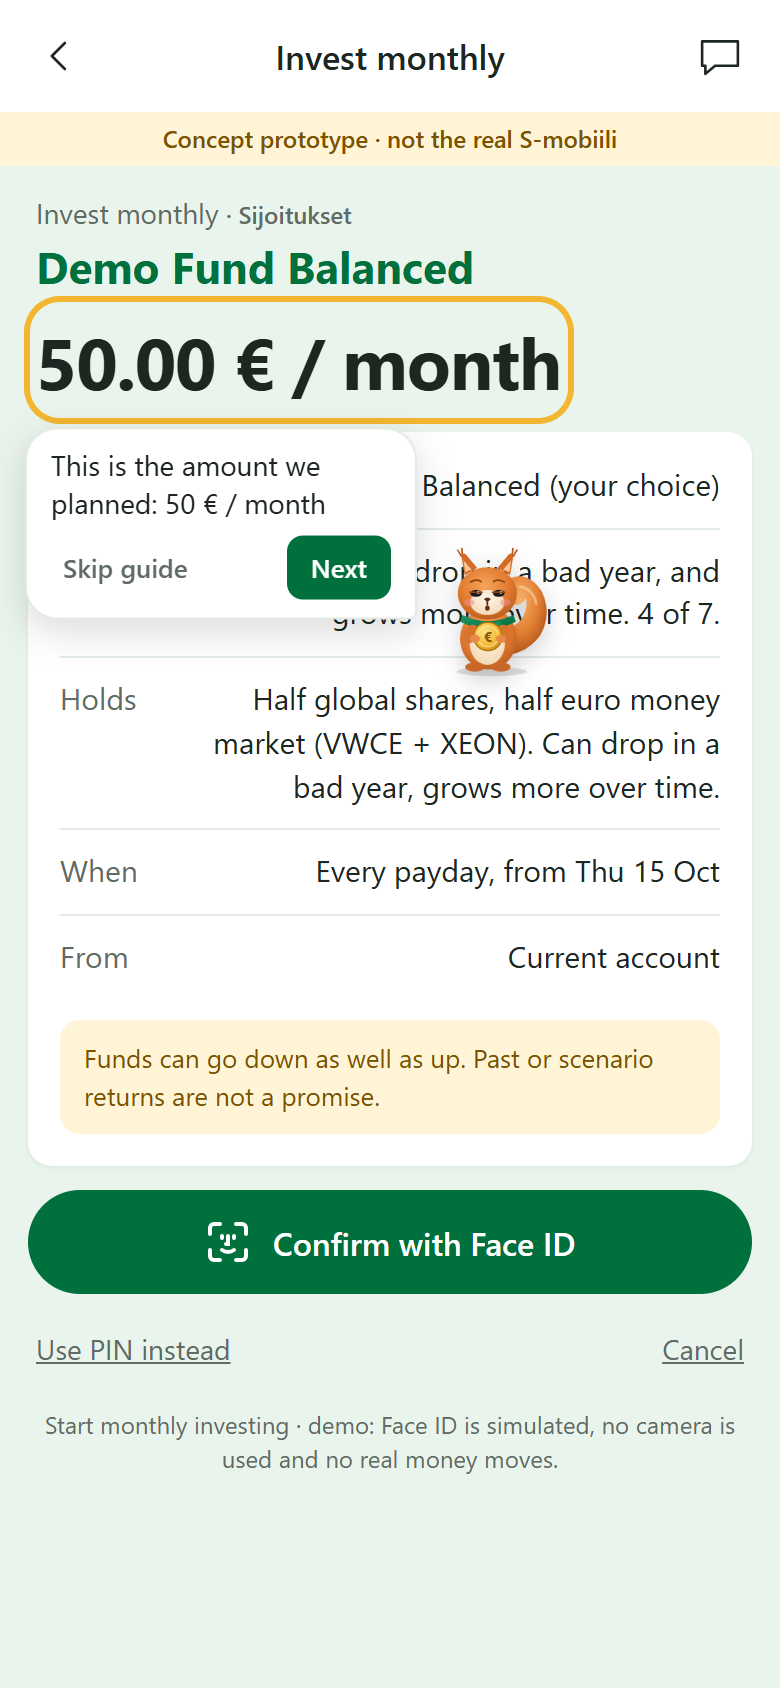 Invest monthly
Concept prototype · not the real S-mobiili
Invest monthly · Sijoitukset
Demo Fund Balanced
50.00 € / month
This is the amount we
planned: 50 € / month
Skip guide
Next
Balanced (your choice)
a bad year, and
time. 4 of 7.
Holds
Half global shares, half euro money
market (VWCE + XEON). Can drop in a
bad year, grows more over time.
When
Every payday, from Thu 15 Oct
From
Current account
Funds can go down as well as up. Past or scenario
returns are not a promise.
Confirm with Face ID
Use PIN instead
Cancel
Start monthly investing · demo: Face ID is simulated, no camera is
used and no real money moves.